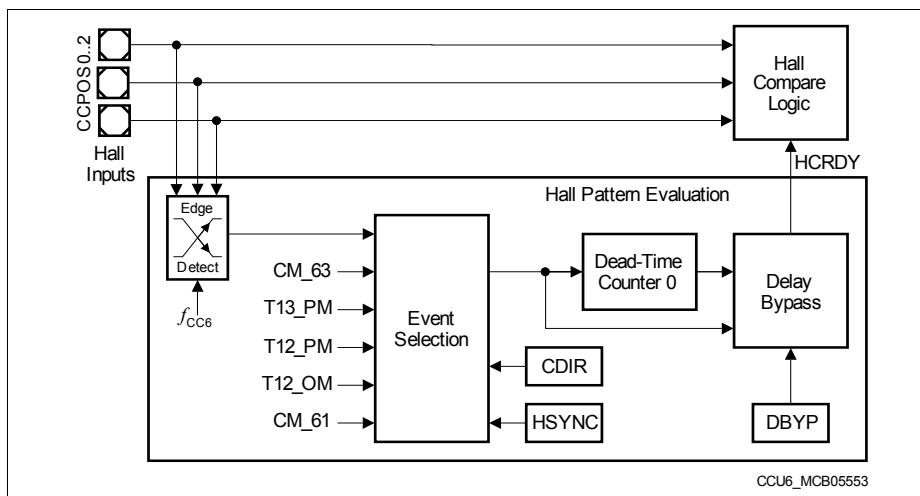 CCPOS0..2
Hall
Inputs
Hall
Compare
Logic
HCRDY
Hall Pattern Evaluation
Edge
Detect
fCC6
CM_63
T13_PM
T12_PM
T12_OM
CM_61
Event
Selection
Dead-Time
Counter 0
Delay
Bypass
CDIR
HSYNC
DBYP
CCU6_MCB05553